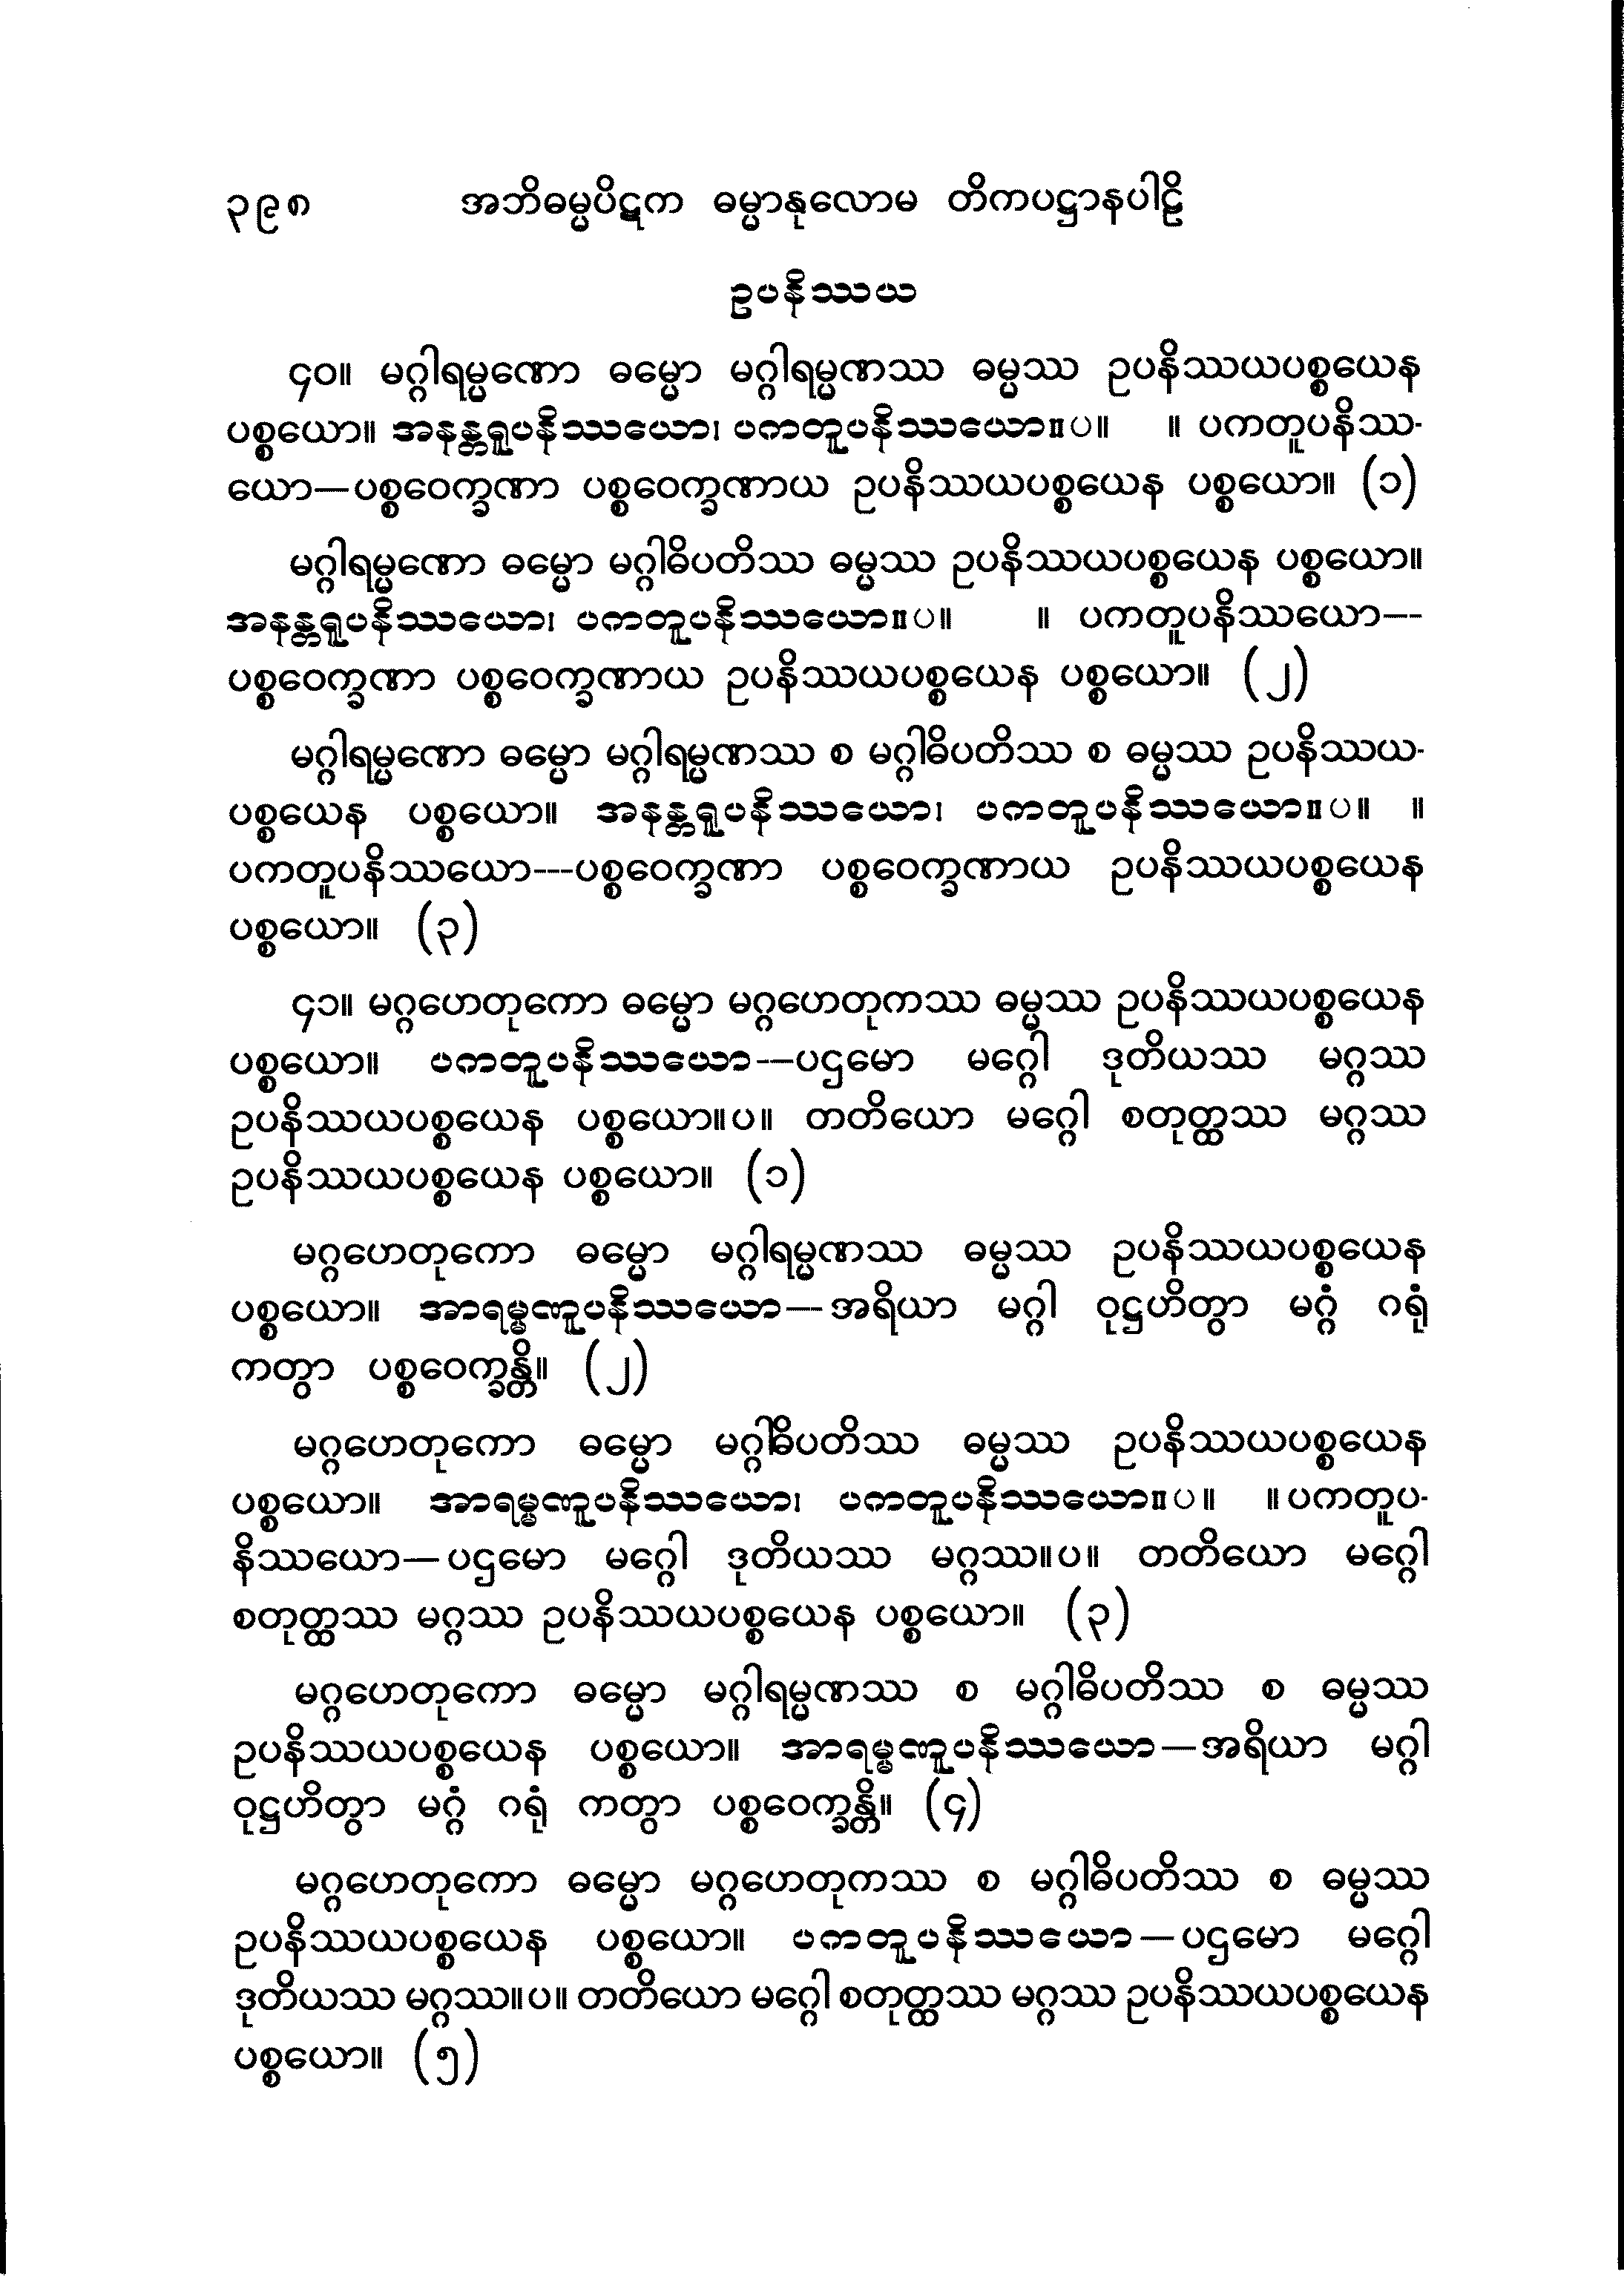 ၃၉၈ အဘိဓမ္မပိဋက ဓမ္မာနုလောမ တိကပဋ္ဌာနပါဠိ
ဥပနိဿယ
၄၀။ မဂ္ဂါရမ္မဏော ဓမ္မော မဂ္ဂါရမ္မဏဿ ဓမ္မဿ ဥပနိဿယပစ္စယေန
ပစ္စယော။ အနန္တရူပနိဿယော၊ ပကတူပနိဿယော။ပ။ ။ ပကတူပနိဿ-
ယော—ပစ္စဝေက္ခဏာ ပစ္စဝေက္ခဏာယ ဥပနိဿယပစ္စယေန ပစ္စယော။ (၁)
မဂ္ဂါရမ္မဏော ဓမ္မော မဂ္ဂါဓိပတိဿ ဓမ္မဿ ဥပနိဿယပစ္စယေန ပစ္စယော။
အနန္တရူပနိဿယော၊ ပကတူပနိဿယော။ပ။ ။ ပကတူပနိဿယော---
ပစ္စဝေက္ခဏာ ပစ္စဝေက္ခဏာယ ဥပနိဿယပစ္စယေန ပစ္စယော။ (၂)
မဂ္ဂါရမ္မဏော ဓမ္မော မဂ္ဂါရမ္မဏဿ စ မဂ္ဂါဓိပတိဿ စ ဓမ္မဿ ဥပနိဿယ-
ပစ္စယေန ပစ္စယော။ အနန္တရူပနိဿယော၊ ပကတူပနိဿယော။ပ။ ။
ပကတူပနိဿယော---ပစ္စဝေက္ခဏာ ပစ္စဝေက္ခဏာယ ဥပနိဿယပစ္စယေန
ပစ္စယော။ (၃)
၄၁။ မဂ္ဂဟေတုကော ဓမ္မော မဂ္ဂဟေတုကဿ ဓမ္မဿ ဥပနိဿယပစ္စယေန
ပစ္စယော။ ပကတူပနိဿယော---ပဌမော မဂ္ဂေါ ဒုတိယဿ မဂ္ဂဿ
ဥပနိဿယပစ္စယေန ပစ္စယော။ပ။ တတိယော မဂ္ဂေါ စတုတ္ထဿ မဂ္ဂဿ
ဥပနိဿယပစ္စယေန ပစ္စယော။ (၁)
မဂ္ဂဟေတုကော ဓမ္မော မဂ္ဂါရမ္မဏဿ ဓမ္မဿ ဥပနိဿယပစ္စယေန
ပစ္စယော။ အာရမ္မဏူပနိဿယော—အရိယာ မဂ္ဂါ ဝုဋ္ဌဟိတွာ မဂ္ဂံ ဂရုံ
ကတွာ ပစ္စဝေက္ခန္တိ။ (၂)
မဂ္ဂဟေတုကော ဓမ္မော မဂ္ဂါဓိပတိဿ ဓမ္မဿ ဥပနိဿယပစ္စယေန
ပစ္စယော။ အာရမ္မဏူပနိဿယော၊ ပကတူပနိဿယော။ပ။ ။ပကတူပ-
နိဿယော—ပဌမော မဂ္ဂေါ ဒုတိယဿ မဂ္ဂဿ။ပ။ တတိယော မဂ္ဂေါ
စတုတ္ထဿ မဂ္ဂဿ ဥပနိဿယပစ္စယေန ပစ္စယော။ (၃)
မဂ္ဂဟေတုကော ဓမ္မော မဂ္ဂါရမ္မဏဿ စ မဂ္ဂါဓိပတိဿ စ ဓမ္မဿ
ဥပနိဿယပစ္စယေန ပစ္စယော။ အာရမ္မဏူပနိဿယော—အရိယာ မဂ္ဂါ
ဝုဋ္ဌဟိတွာ မဂ္ဂံ ဂရုံ ကတွာ ပစ္စဝေက္ခန္တိ။ (၄)
မဂ္ဂဟေတုကော ဓမ္မော မဂ္ဂဟေတုကဿ စ မဂ္ဂါဓိပတိဿ စ ဓမ္မဿ
ဥပနိဿယပစ္စယေန ပစ္စယော။ ပကတူပနိဿယော—ပဌမော မဂ္ဂေါ
ဒုတိယဿ မဂ္ဂဿ။ပ။ တတိယော မဂ္ဂေါ စတုတ္ထဿ မဂ္ဂဿ ဥပနိဿယပစ္စယေန
ပစ္စယော။ (၅)